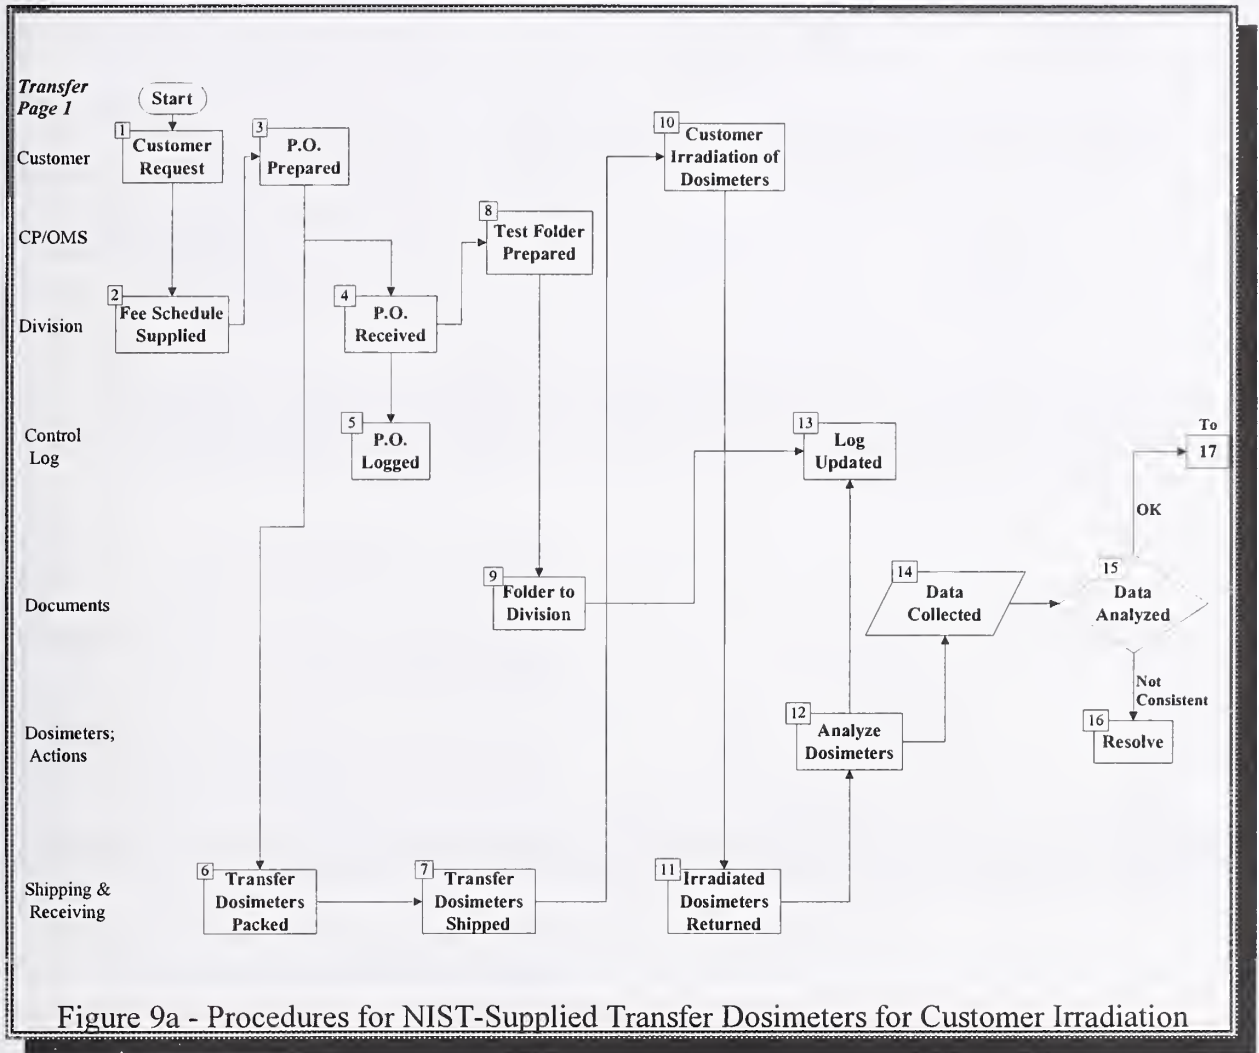 Transfer
Page 1
Start
1
Customer
Request
3
P.O.
Prepared
10
Customer
Irradiation of
Dosimeters
Customer
8
Test Folder
Prepared
CP/OMS
2
Fee Schedule
Supplied
4
P.O.
Received
Division
5
P.O.
Logged
13
Log
Updated
To
17
Control
Log
OK
9
Folder to
Division
14
Data
Collected
15
Data
Analyzed
Documents
Not
Consistent
12
Analyze
Dosimeters
16
Resolve
Dosimeters;
Actions
6
Transfer
Dosimeters
Packed
7
Transfer
Dosimeters
Shipped
11
Irradiated
Dosimeters
Returned
Shipping &
Receiving
Figure 9a - Procedures for NIST-Supplied Transfer Dosimeters for Customer Irradiation